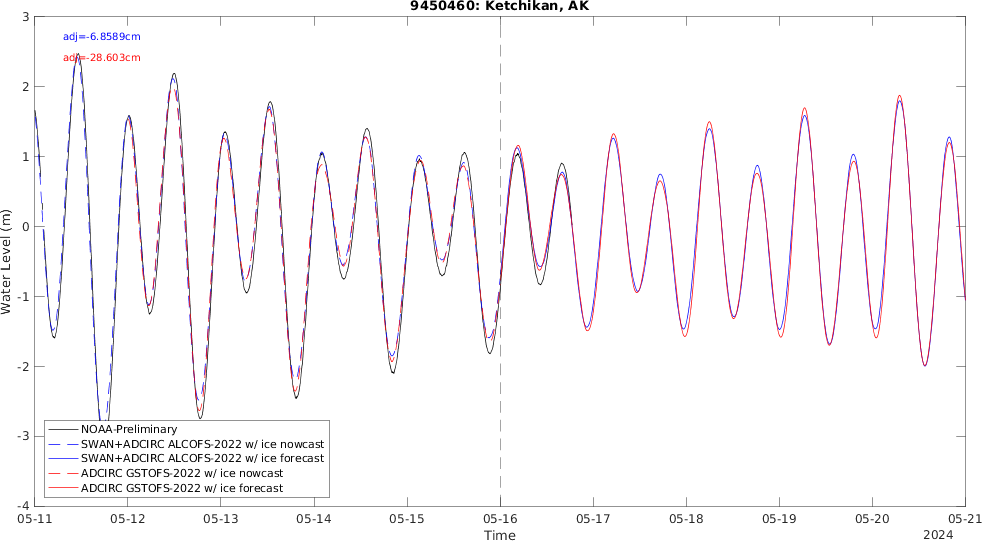 9450460: Ketchikan, AK
adj=-6.8589cm
adj=-28.603cm
3
2
1
0
-1
-2
-3
-4
Water Level (m)
NOAA-Preliminary
SWAN+ADCIRC ALCOFS-2022 w/ ice nowcast
SWAN+ADCIRC ALCOFS-2022 w/ ice forecast
ADCIRC GSTOFS-2022 w/ ice nowcast
ADCIRC GSTOFS-2022 w/ ice forecast
05-11 05-12 05-13 05-14 05-15 05-16 05-17 05-18 05-19 05-20 05-21
Time
2024